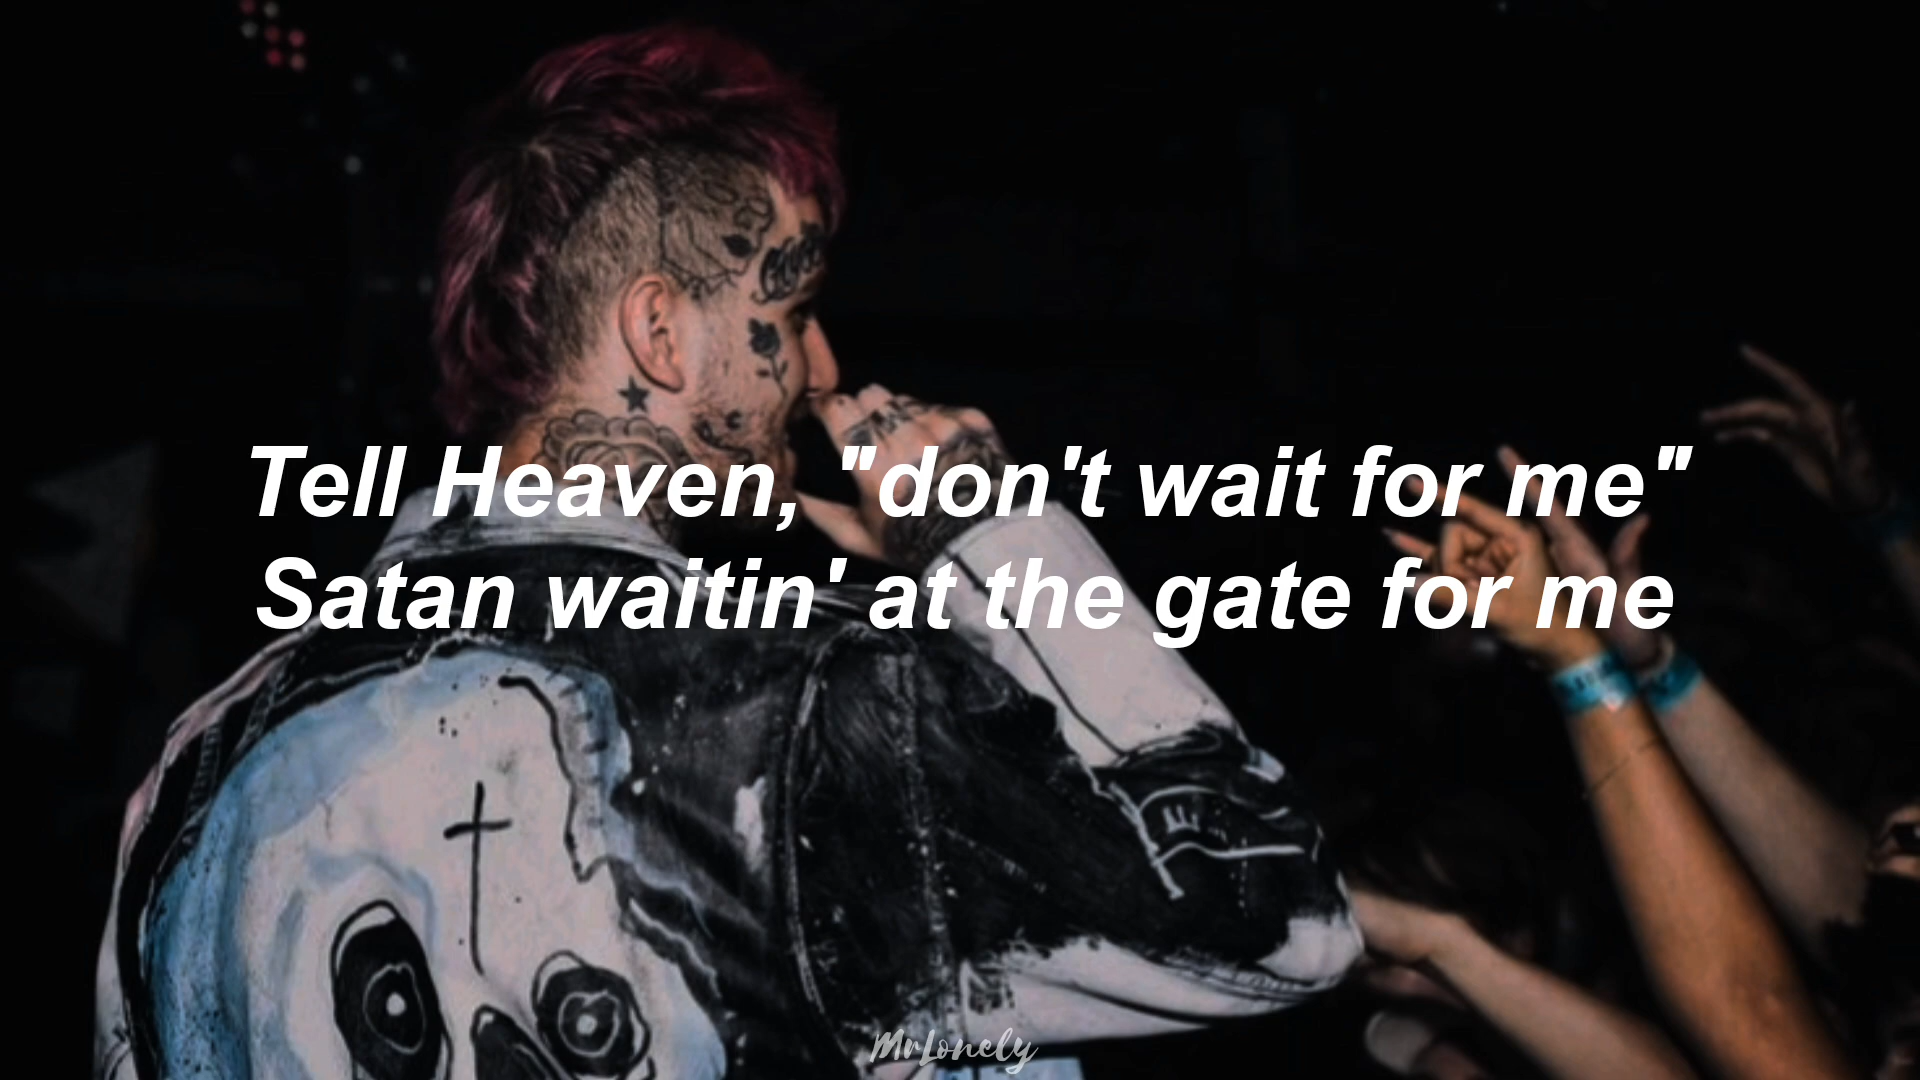 Tell Heaven, "don't wait for me"
Satan waitin' at the gate for me
MrLonely